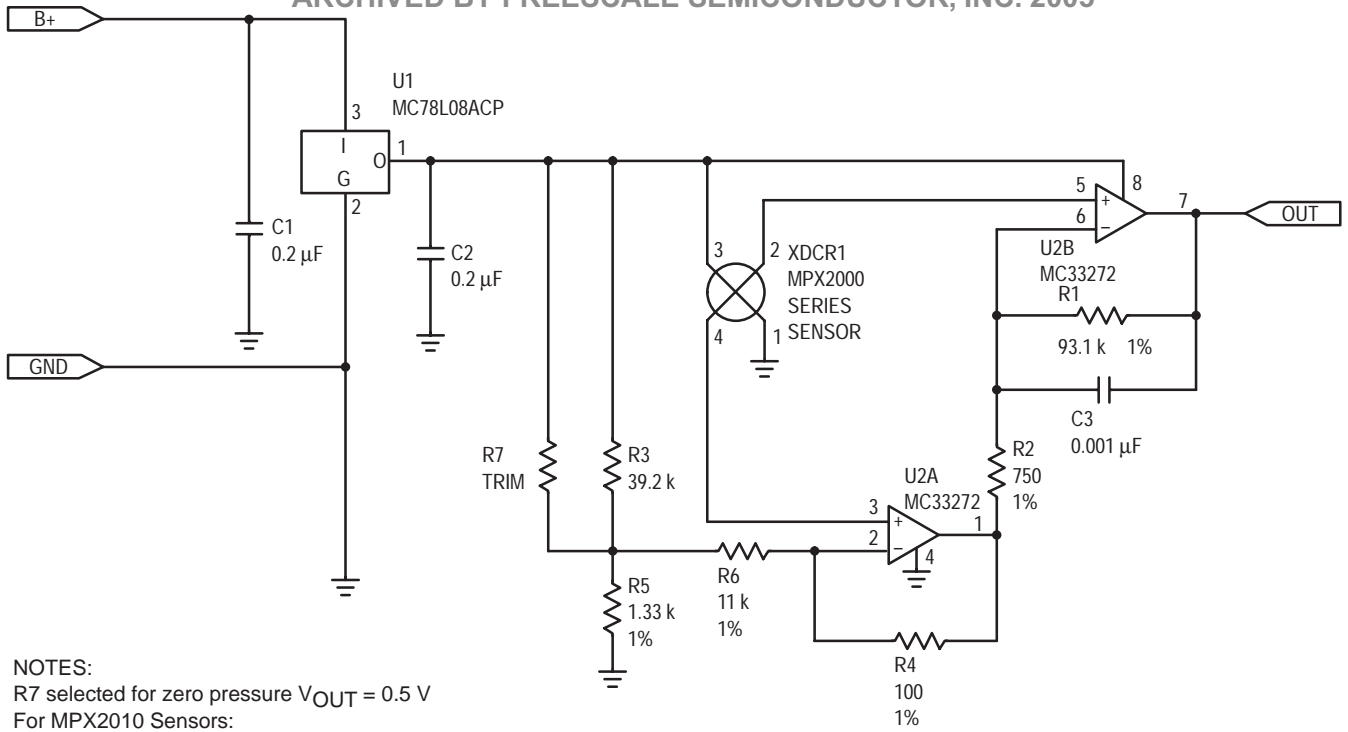 B+
U1
MC78L08ACP
3
I
O
1
G
2
C1
0.2 µF
C2
0.2 µF
GND
3
2
XDCR1
MPX2000
SERIES
SENSOR
4
1
5
+
8
6
–
7
OUT
U2B
MC33272
R1
93.1 k 1%
C3
0.001 µF
R7
TRIM
R3
39.2 k
R2
750
1%
U2A
MC33272
3
+
1
2
–
4
R5
1.33 k
1%
R6
11 k
1%
R4
100
1%
NOTES:
R7 selected for zero pressure VOUT = 0.5 V
For MPX2010 Sensors: